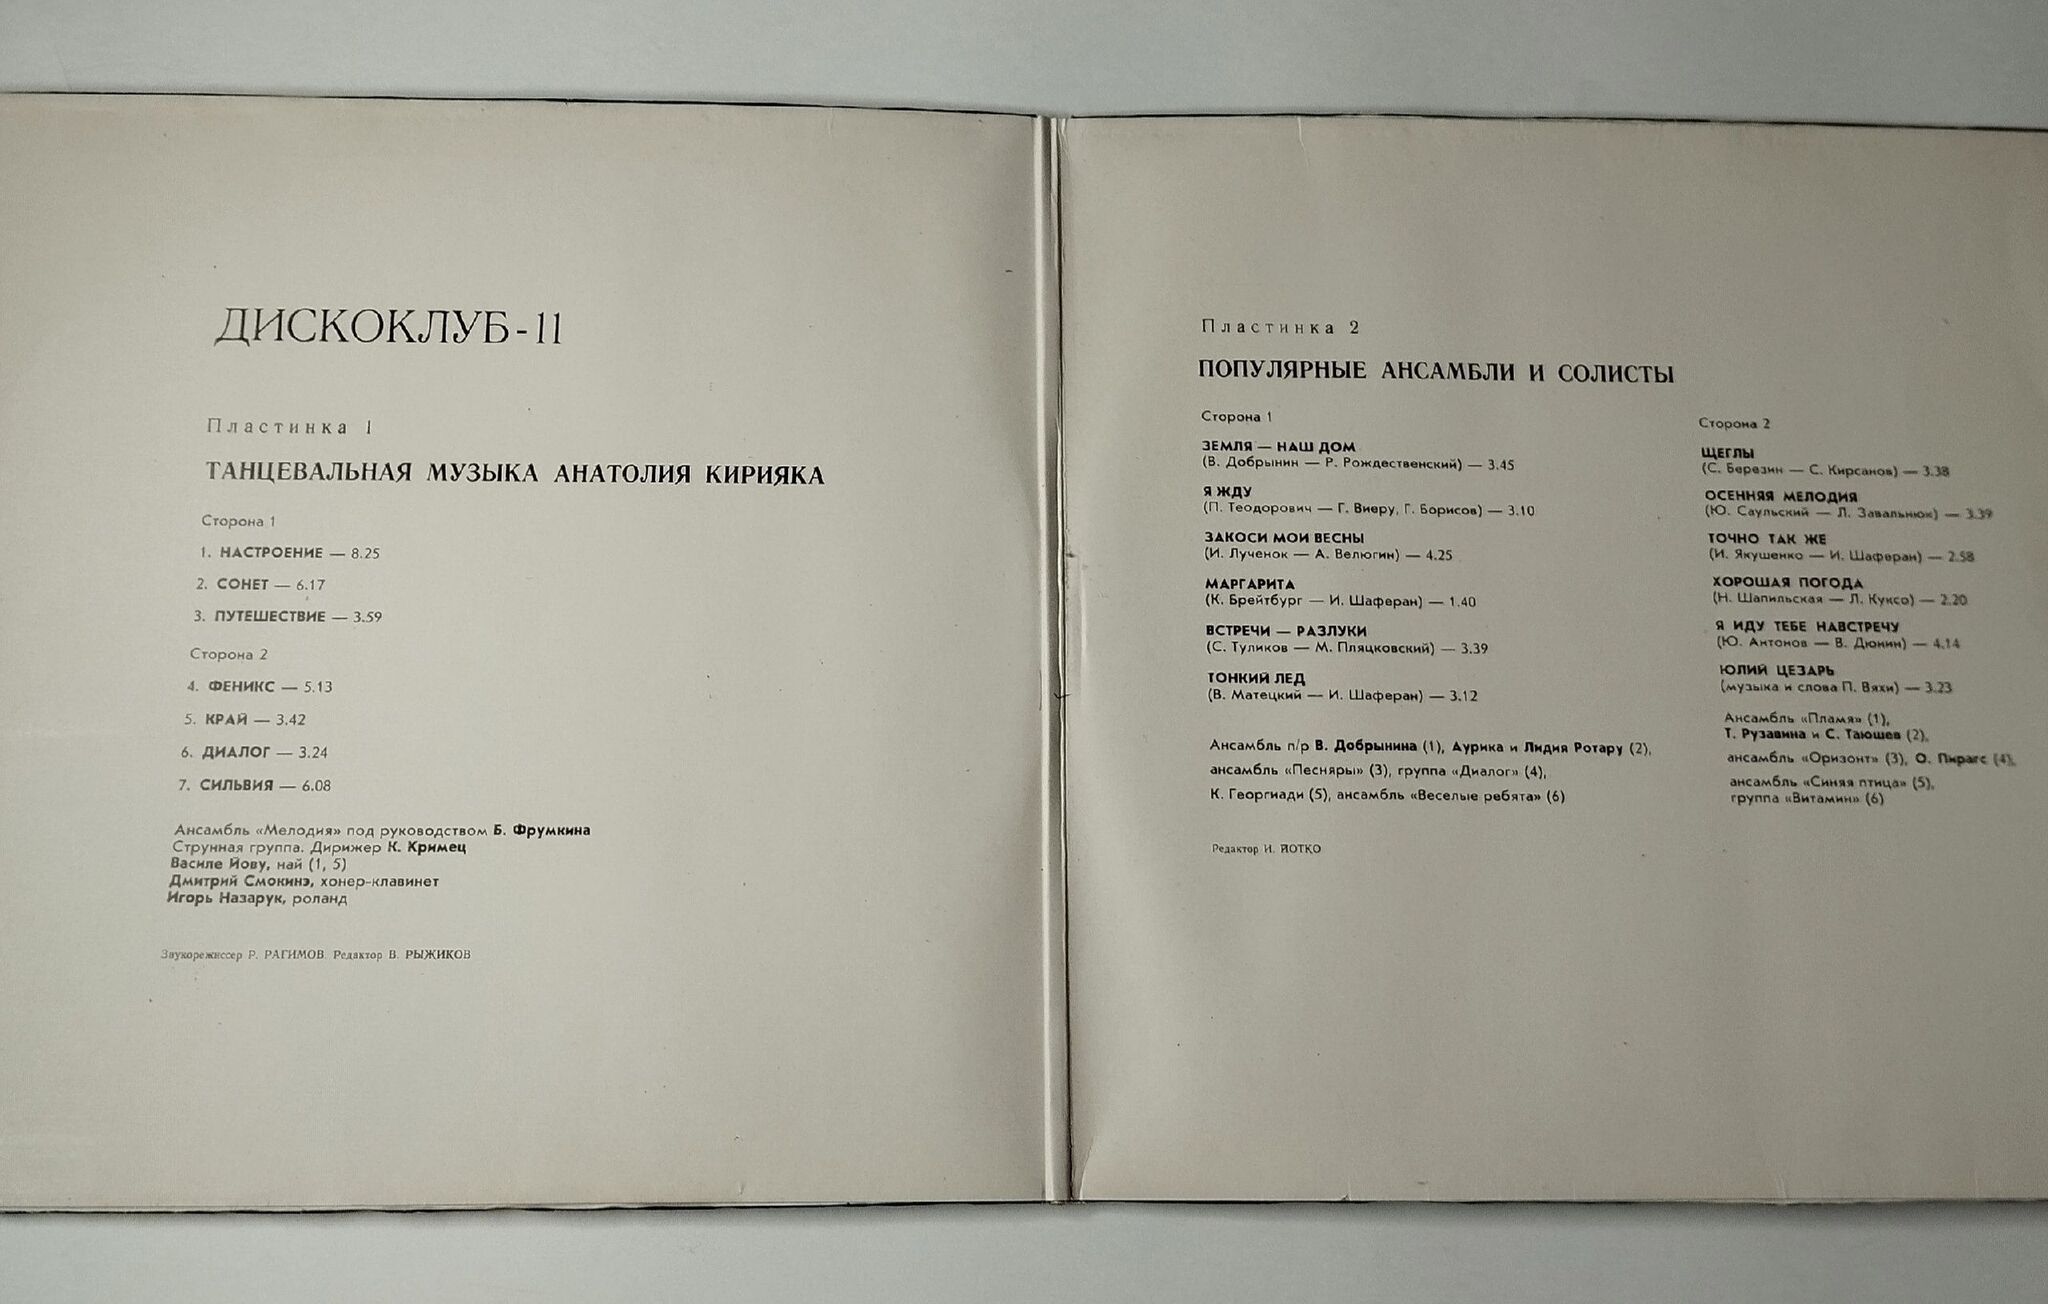 ДИСКОКЛУБ-11
Пластинка 1
ТАНЦЕВАЛЬНАЯ МУЗЫКА АНАТОЛИЯ КИРИЯКА
Сторона 1
1. НАСТРОЕНИЕ — 8.25
2. СОНЕТ — 6.17
3. ПУТЕШЕСТВИЕ — 3.59
Сторона 2
4. ФЕНИКС — 5.13
5. КРАЙ — 3.42
6. ДИАЛОГ — 3.24
7. СИЛЬВИЯ — 6.08
Ансамбль «Мелодия» под руководством Б. Фрумкина
Струнная группа. Дирижер К. Кримец
Василе Йову, най (1, 5)
Дмитрий Смокинэ, хонер-клавинет
Игорь Назарук, роланд
Звукорежиссер Р. РАГИМОВ. Редактор В. РЫЖИКОВ
Пластинка 2
ПОПУЛЯРНЫЕ АНСАМБЛИ И СОЛИСТЫ
Сторона 1
ЗЕМЛЯ — НАШ ДОМ
(В. Добрынин — Р. Рождественский) — 3.45
Я ЖДУ
(П. Теодорович — Г. Виеру, Г. Борисов) — 3.10
ЗАКОСИ МОИ ВЕСНЫ
(И. Лученок — А. Велюгин) — 4.25
МАРГАРИТА
(К. Брейтбург — И. Шаферан) — 1.40
ВСТРЕЧИ — РАЗЛУКИ
(С. Туликов — М. Пляцковский) — 3.39
ТОНКИЙ ЛЕД
(В. Матецкий — И. Шаферан) — 3.12
Ансамбль п/р В. Добрынина (1), Аурика и Лидия Ротару (2),
ансамбль «Песняры» (3), группа «Диалог» (4),
К. Георгиади (5), ансамбль «Веселые ребята» (6)
Редактор И. ЙОТКО
Сторона 2
ЩЕГЛЫ
(С. Березин — С. Кирсанов) — 3.38
ОСЕННЯЯ МЕЛОДИЯ
(Ю. Саульский — Л. Завальнюк) — 3.39
ТОЧНО ТАК ЖЕ
(И. Якушенко — И. Шаферан) — 2.58
ХОРОШАЯ ПОГОДА
(Н. Шапильская — Л. Куксо) — 2.20
Я ИДУ ТЕБЕ НАВСТРЕЧУ
(Ю. Антонов — В. Дюнин) — 4.14
ЮЛИЙ ЦЕЗАРЬ
(музыка и слова П. Вяхи) — 3.23
Ансамбль «Пламя» (1),
Т. Рузавина и С. Таюшев (2),
ансамбль «Оризонт» (3), О. Пирагс (4),
ансамбль «Синяя птица» (5),
группа «Витамин» (6)